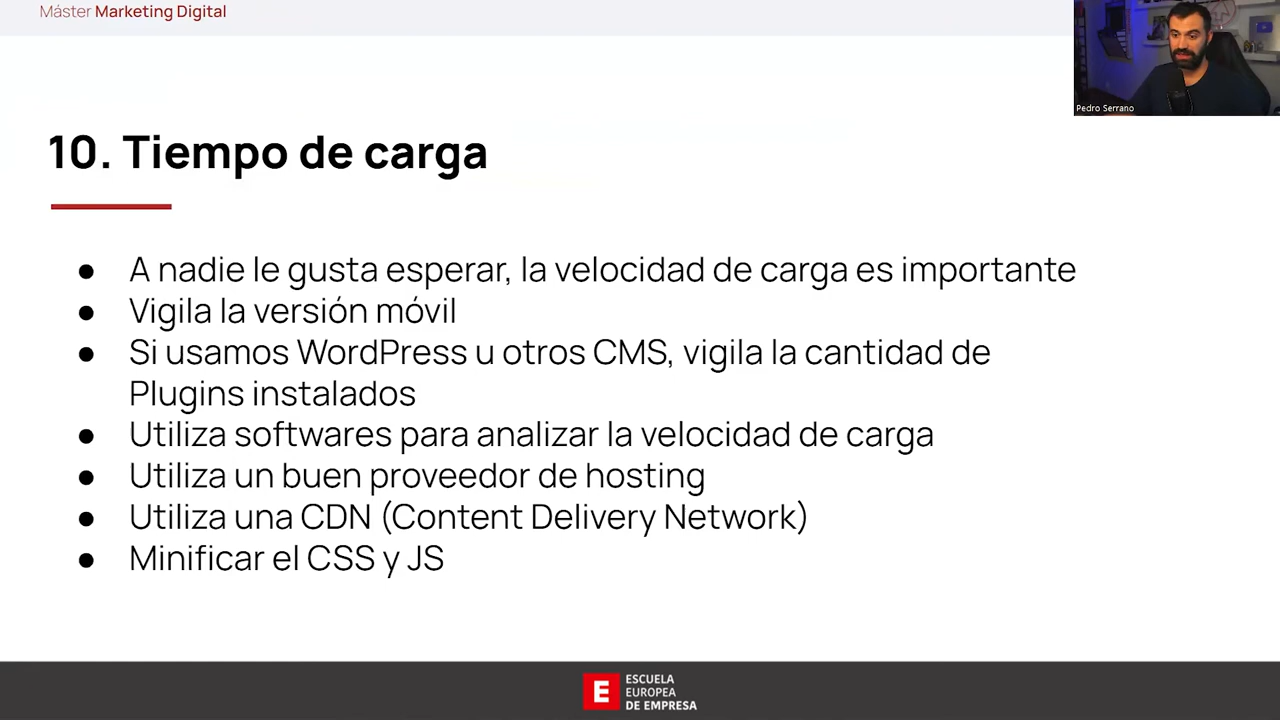 Máster Marketing Digital
Pedro Serrano
10. Tiempo de carga
● A nadie le gusta esperar, la velocidad de carga es importante
● Vigila la versión móvil
● Si usamos WordPress u otros CMS, vigila la cantidad de
Plugins instalados
● Utiliza softwares para analizar la velocidad de carga
● Utiliza un buen proveedor de hosting
● Utiliza una CDN (Content Delivery Network)
● Minificar el CSS y JS
E
ESCUELA
EUROPEA
DE EMPRESA